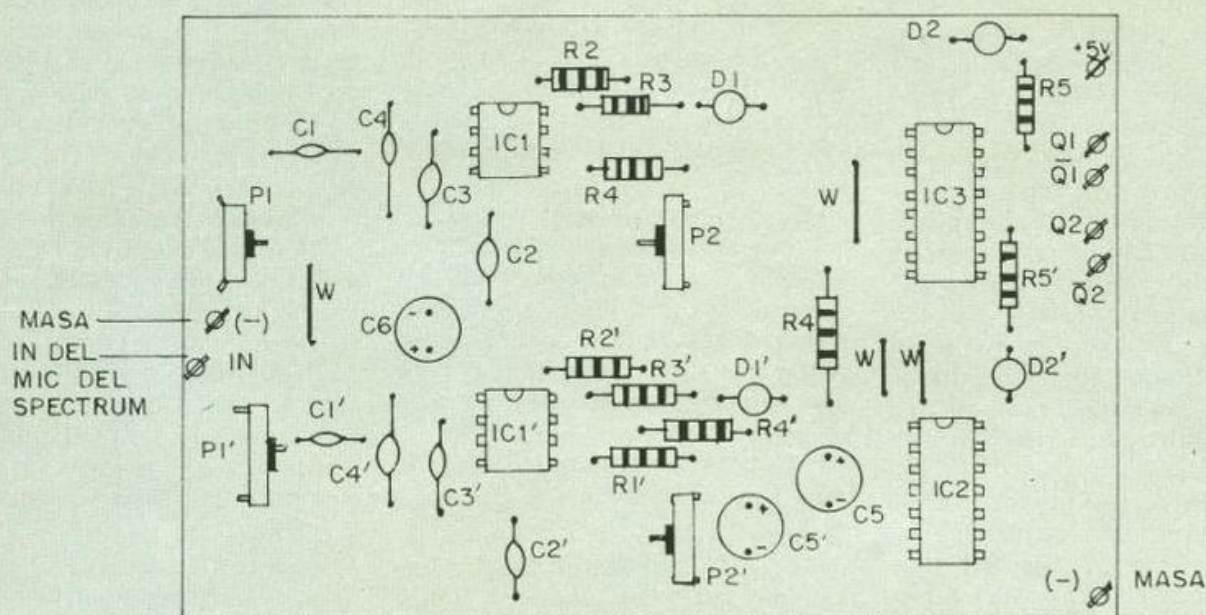 D2
+5v
R2
R3
D1
R5
C1
C4
IC1
Q1
Q̅1
C3
R4
W
IC3
P1
P2
Q2
C2
R5'
Q̅2
W
MASA
(-)
-
+
C6
R4
IN DEL
MIC DEL
SPECTRUM
IN
R2'
R3'
D1'
W
W
D2'
C1'
IC1'
R4'
P1'
C4'
C3'
R1'
+
-
C5
IC2
+
-
C5'
C2'
P2'
(-)
MASA